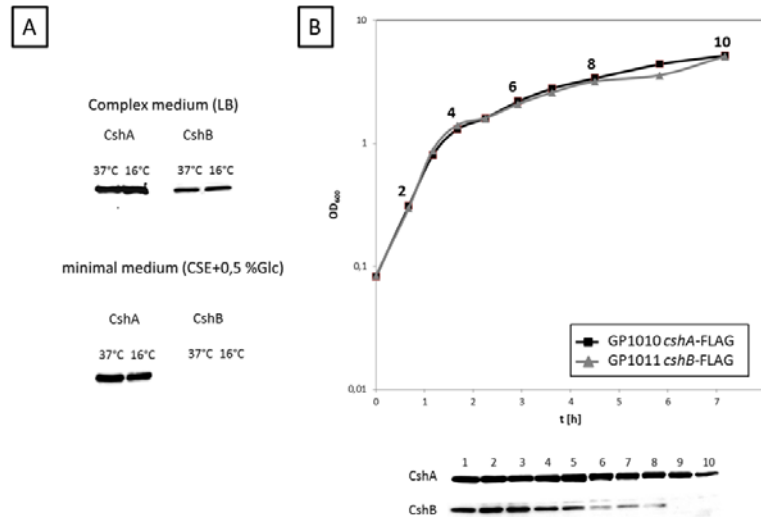 A
Complex medium (LB)
CshA CshB
37°C 16°C 37°C 16°C
minimal medium (CSE+0,5 %Glc)
CshA CshB
37°C 16°C 37°C 16°C
B
10
10
8
6
4
1
2
OD600
0,1
GP1010 cshA-FLAG
GP1011 cshB-FLAG
0,01
0 1 2 3 4 5 6 7
t [h]
1 2 3 4 5 6 7 8 9 10
CshA
CshB